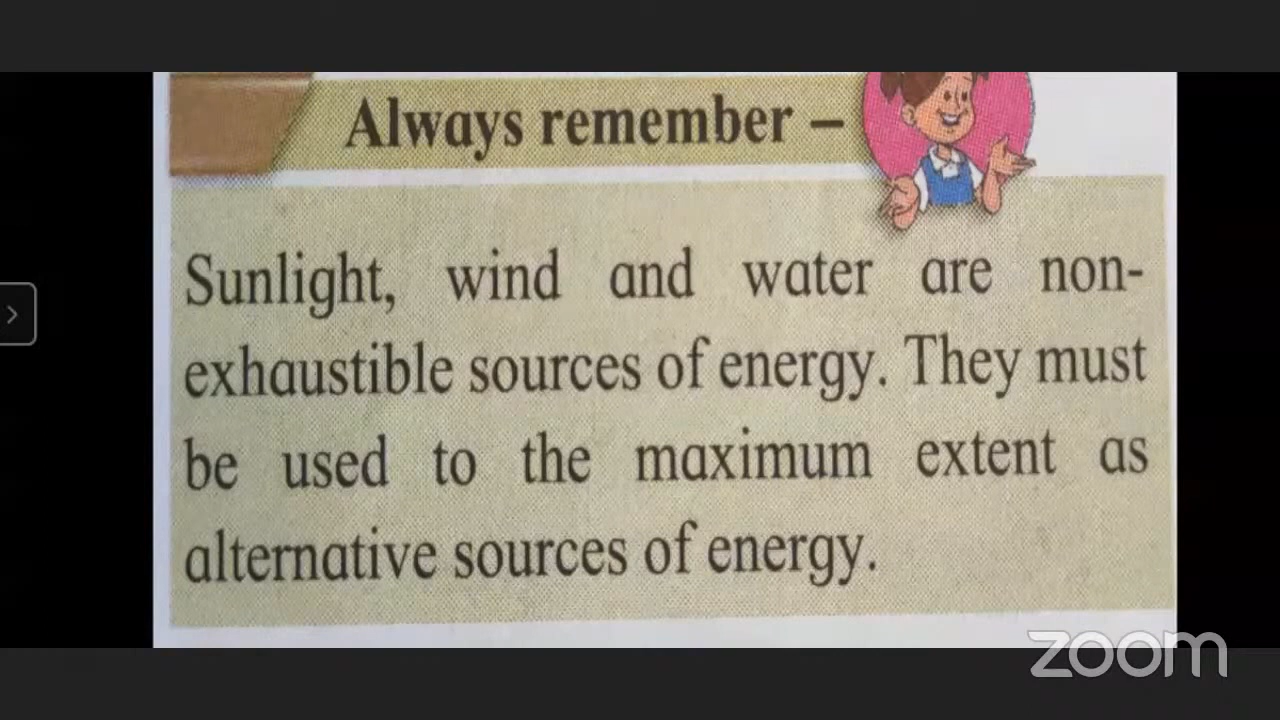 Always remember –
Sunlight, wind and water are non-
exhaustible sources of energy. They must
be used to the maximum extent as
alternative sources of energy.
zoom